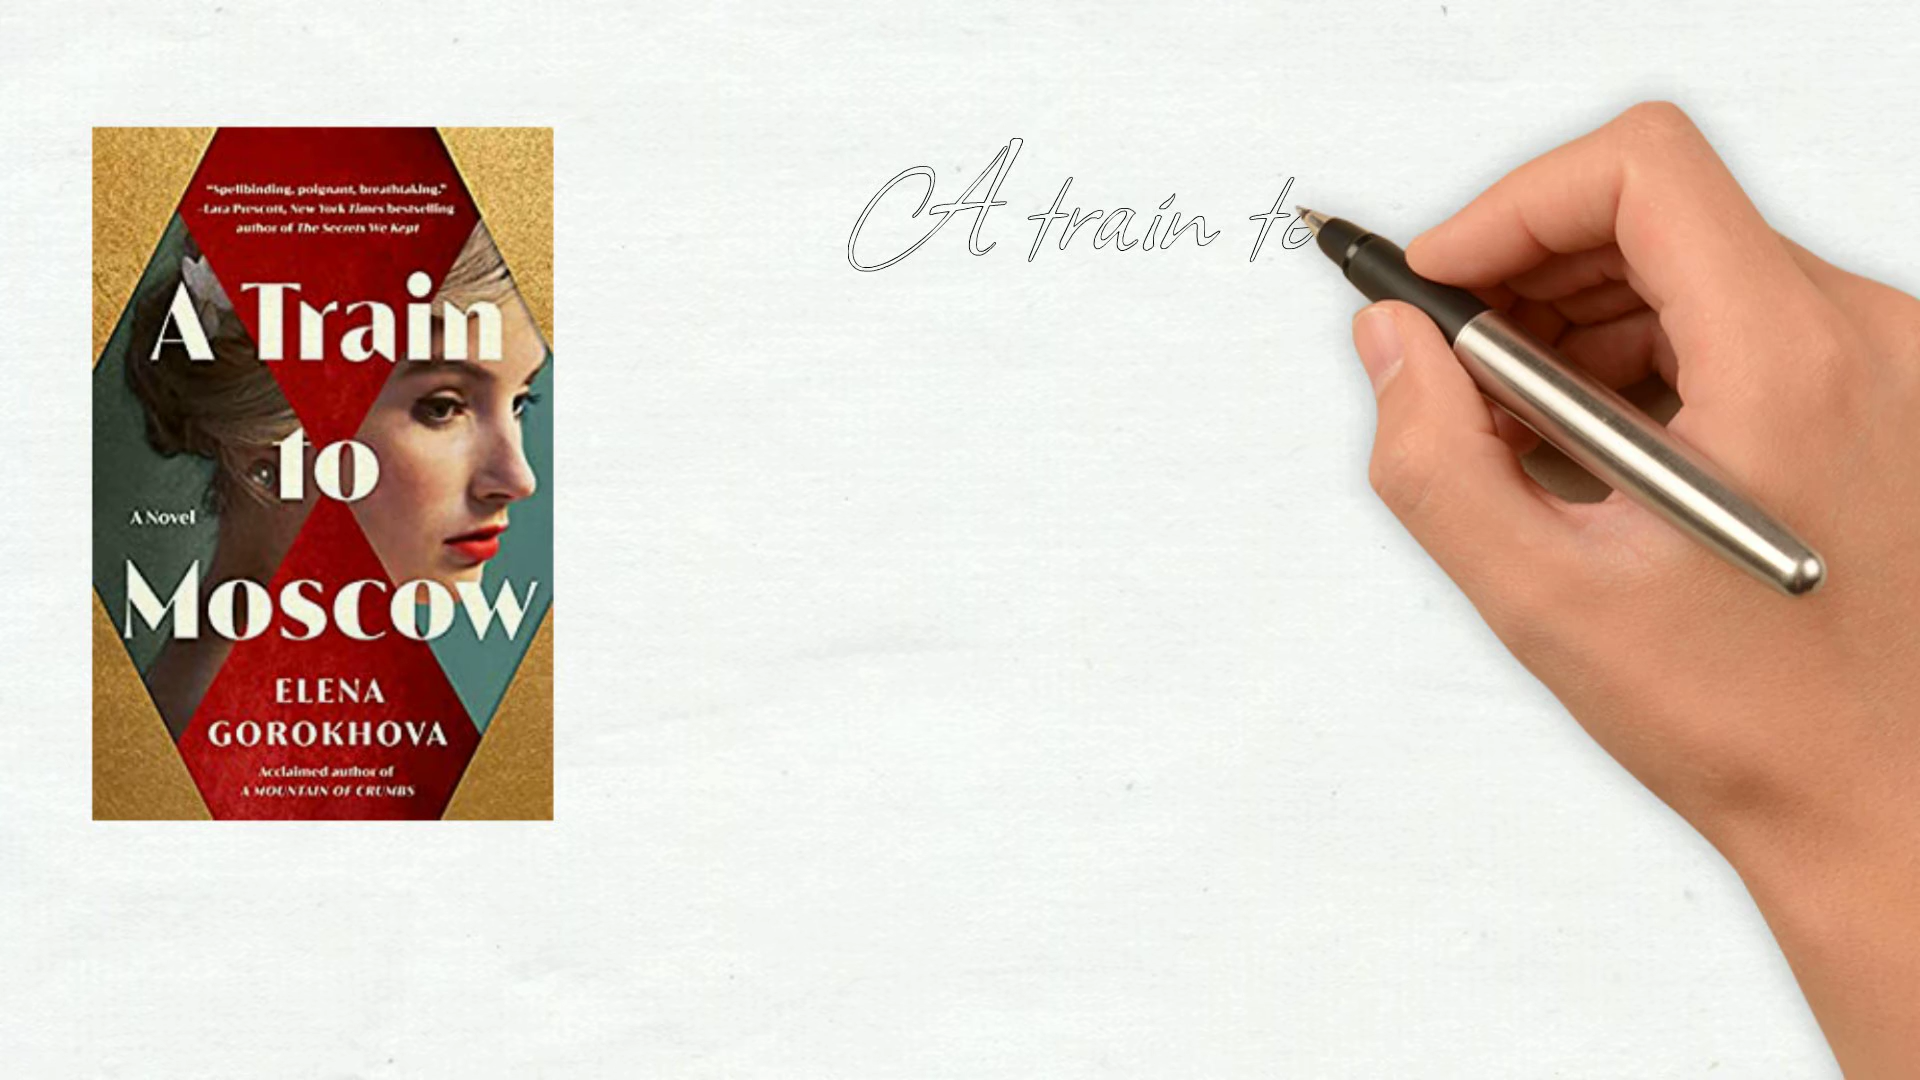 “Spellbinding, poignant, breathtaking.”
–Lara Prescott, New York Times bestselling
author of The Secrets We Kept
A Train
to
A Novel
Moscow
ELENA
GOROKHOVA
Acclaimed author of
A MOUNTAIN OF CRUMBS
A train to